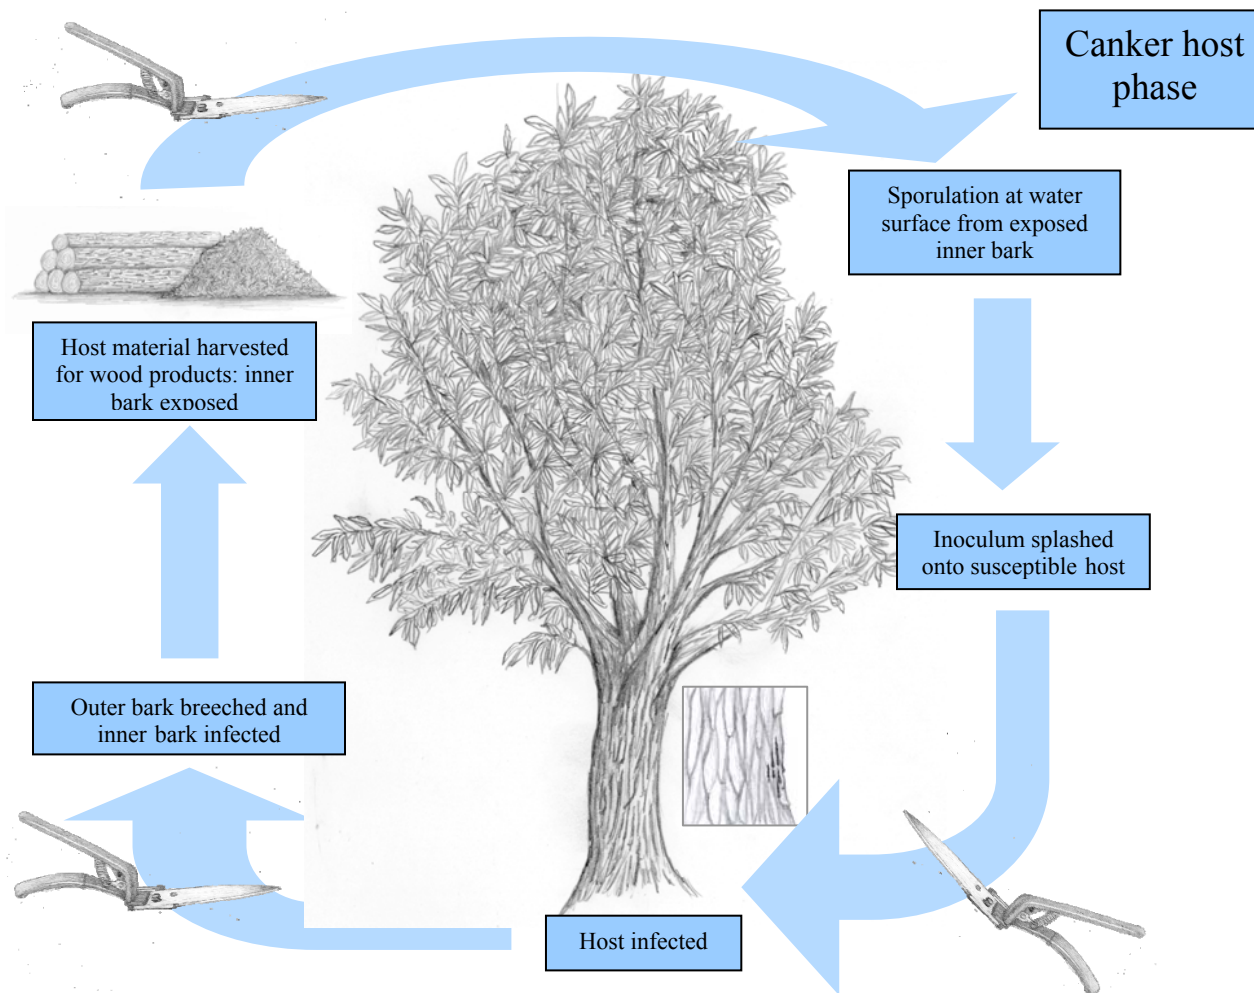 Canker host
phase
Sporulation at water
surface from exposed
inner bark
Inoculum splashed
onto susceptible host
Host infected
Outer bark breeched and
inner bark infected
Host material harvested
for wood products: inner
bark exposed